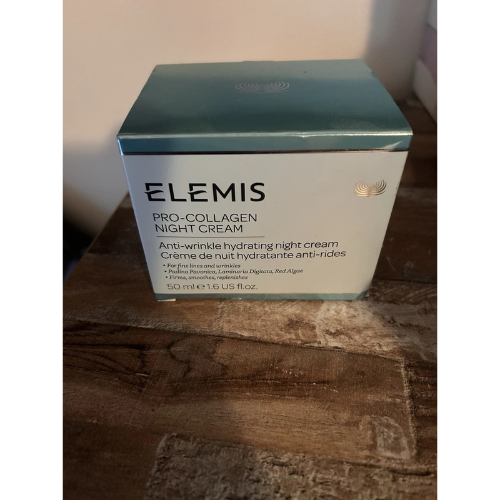 ELEMIS
PRO-COLLAGEN
NIGHT CREAM
Anti-wrinkle hydrating night cream
Crème de nuit hydratante anti-rides
• For fine lines and wrinkles
• Padina Pavonica, Laminaria Digitata, Red Algae
• Firms, smoothes, replenishes
50 ml ℮ 1.6 US fl.oz.